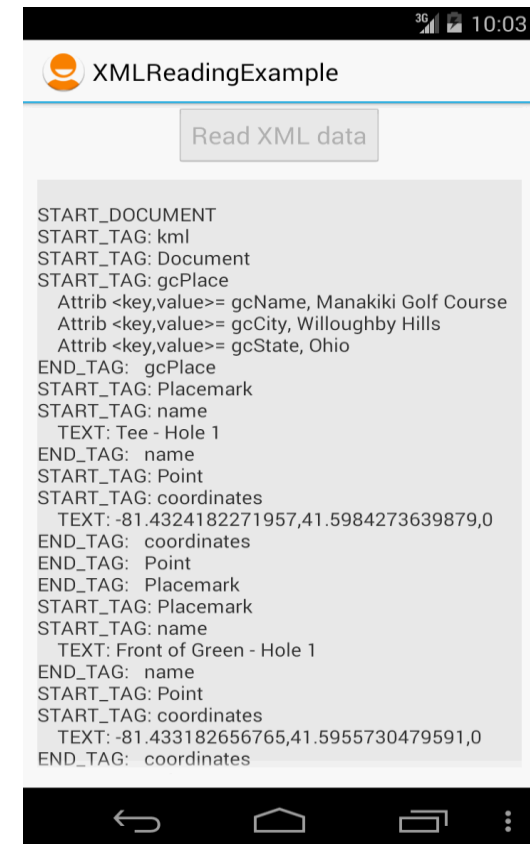 3G 10:03
XMLReadingExample
Read XML data
START_DOCUMENT
START_TAG: kml
START_TAG: Document
START_TAG: gcPlace
Attrib <key,value>= gcName, Manakiki Golf Course
Attrib <key,value>= gcCity, Willoughby Hills
Attrib <key,value>= gcState, Ohio
END_TAG:   gcPlace
START_TAG: Placemark
START_TAG: name
TEXT: Tee - Hole 1
END_TAG:   name
START_TAG: Point
START_TAG: coordinates
TEXT: -81.4324182271957,41.5984273639879,0
END_TAG:   coordinates
END_TAG:   Point
END_TAG:   Placemark
START_TAG: Placemark
START_TAG: name
TEXT: Front of Green - Hole 1
END_TAG:   name
START_TAG: Point
START_TAG: coordinates
TEXT: -81.433182656765,41.5955730479591,0
END_TAG:   coordinates